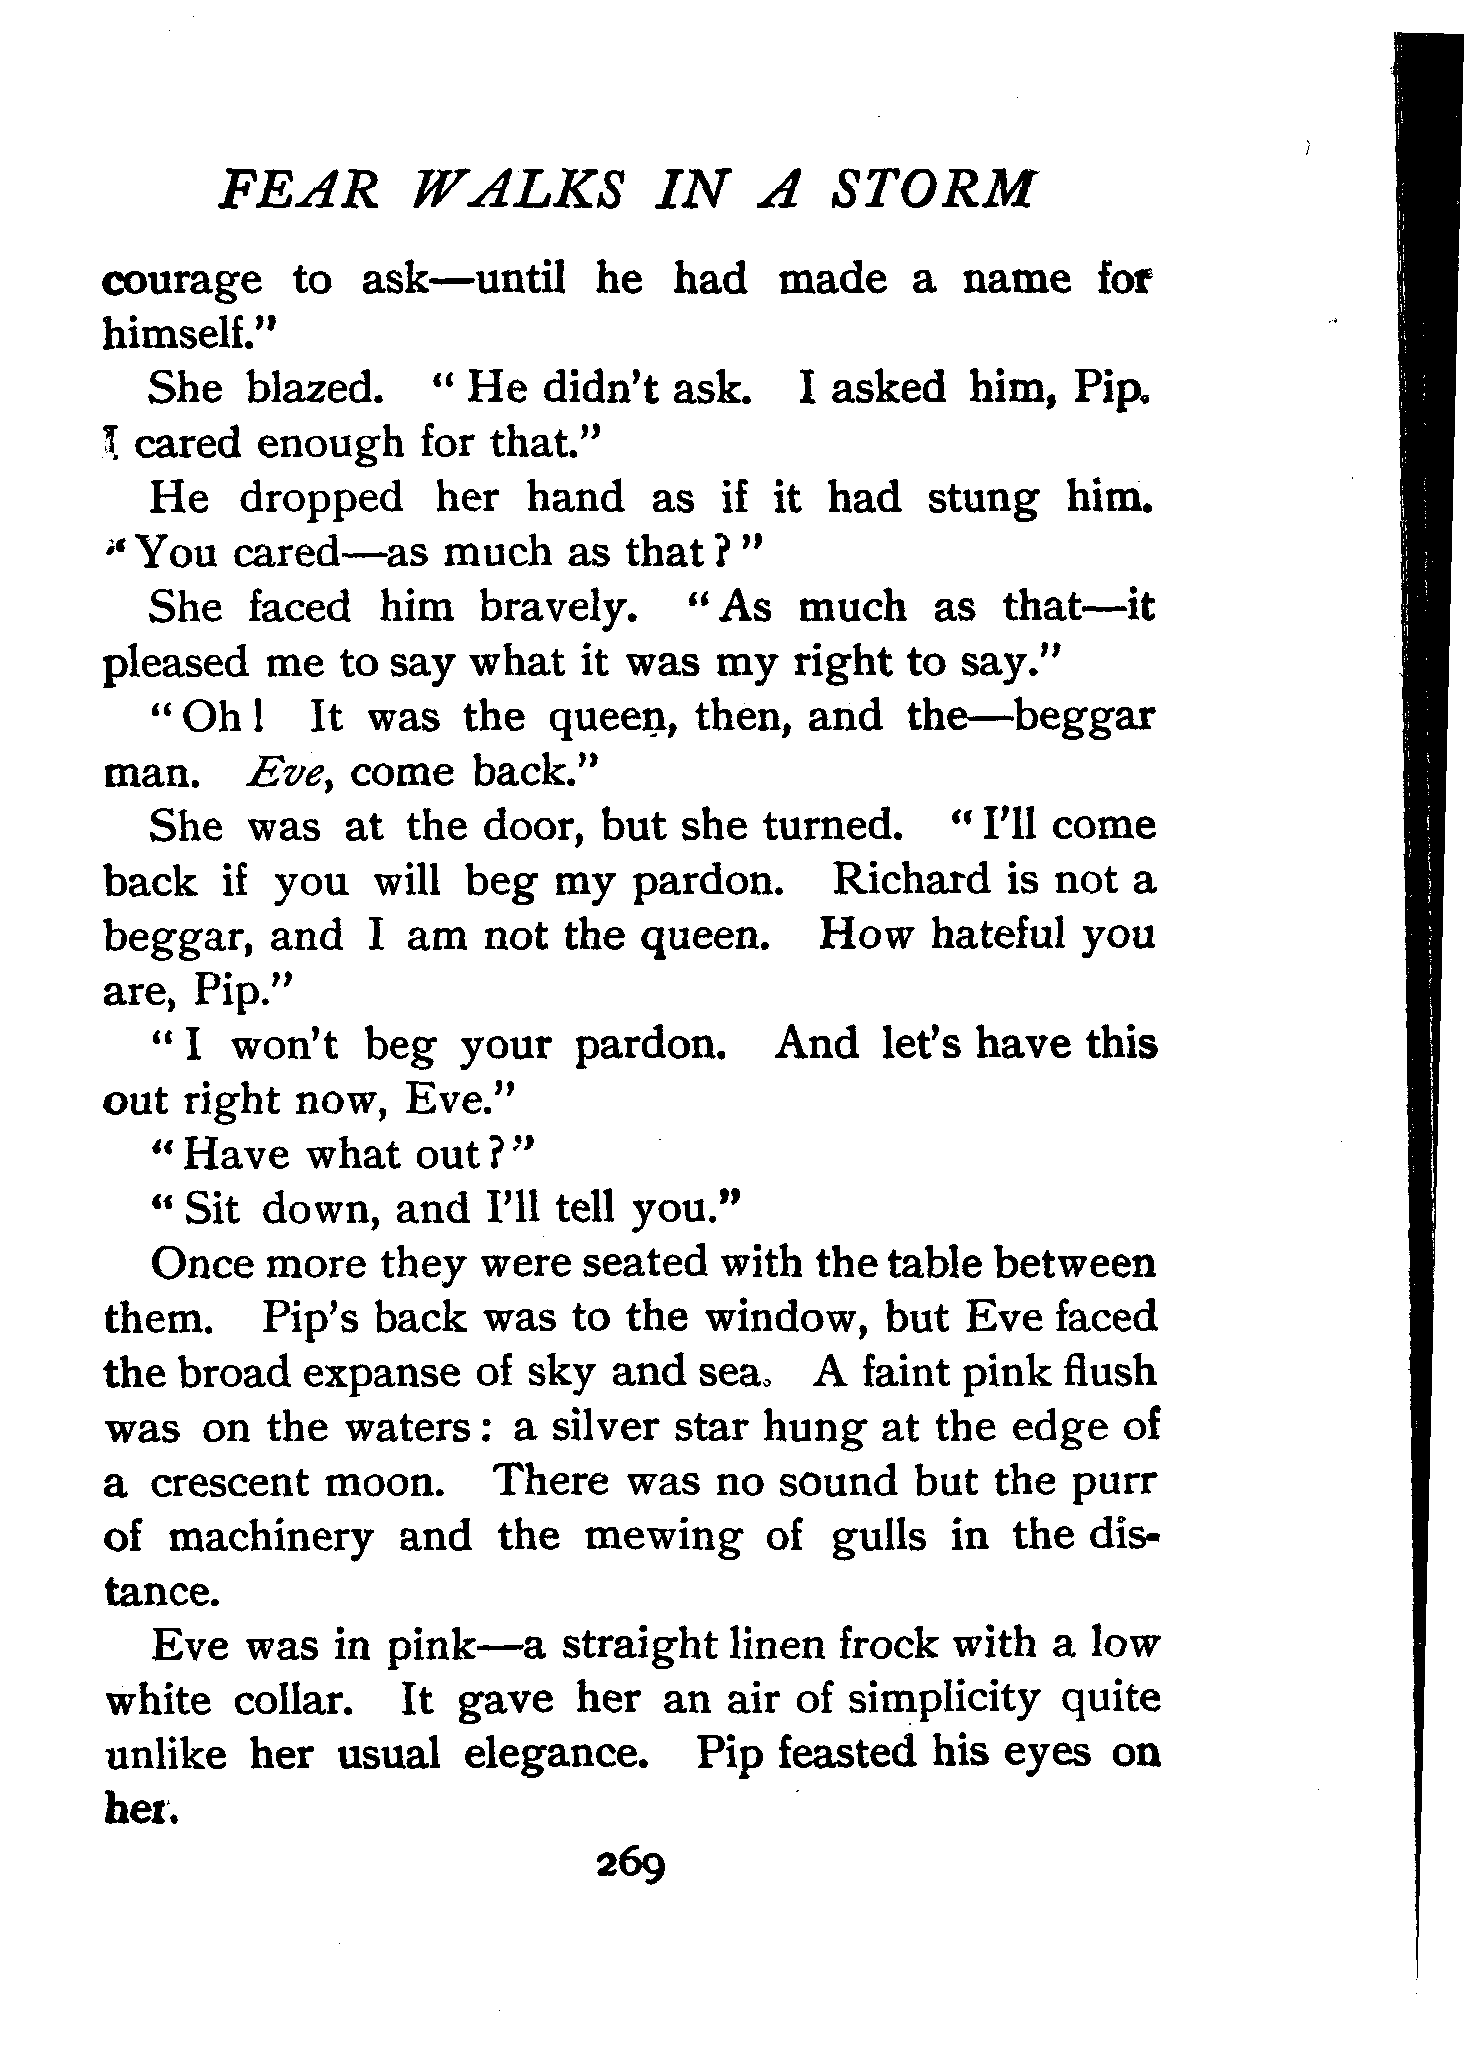 FEAR WALKS IN A STORM
courage to ask—until he had made a name for
himself."
She blazed. "He didn't ask. I asked him, Pip.
I cared enough for that."
He dropped her hand as if it had stung him.
"You cared—as much as that?"
She faced him bravely. "As much as that—it
pleased me to say what it was my right to say."
"Oh! It was the queen, then, and the—beggar
man. Eve, come back."
She was at the door, but she turned. "I'll come
back if you will beg my pardon. Richard is not a
beggar, and I am not the queen. How hateful you
are, Pip."
"I won't beg your pardon. And let's have this
out right now, Eve."
"Have what out?"
"Sit down, and I'll tell you."
Once more they were seated with the table between
them. Pip's back was to the window, but Eve faced
the broad expanse of sky and sea. A faint pink flush
was on the waters: a silver star hung at the edge of
a crescent moon. There was no sound but the purr
of machinery and the mewing of gulls in the dis-
tance.
Eve was in pink—a straight linen frock with a low
white collar. It gave her an air of simplicity quite
unlike her usual elegance. Pip feasted his eyes on
her.
269